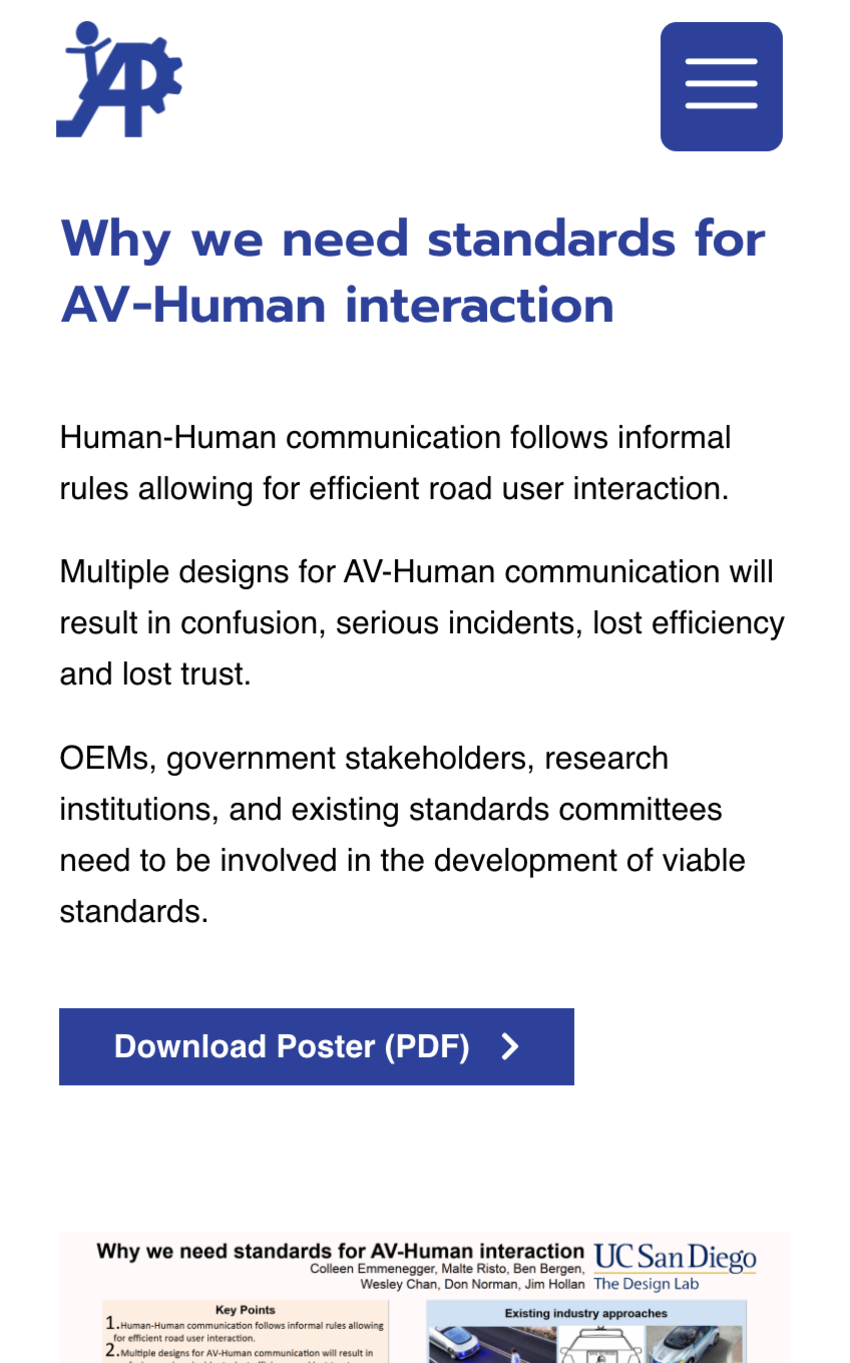 AP
Why we need standards for
AV-Human interaction
Human-Human communication follows informal
rules allowing for efficient road user interaction.
Multiple designs for AV-Human communication will
result in confusion, serious incidents, lost efficiency
and lost trust.
OEMs, government stakeholders, research
institutions, and existing standards committees
need to be involved in the development of viable
standards.
Download Poster (PDF)
Why we need standards for AV-Human interaction
Colleen Emmenegger, Malte Risto, Ben Bergen,
Wesley Chan, Don Norman, Jim Hollan
UC San Diego
The Design Lab
Key Points
1.Human-Human communication follows informal rules allowing
for efficient road user interaction.
2.Multiple designs for AV-Human communication will result in
Existing industry approaches